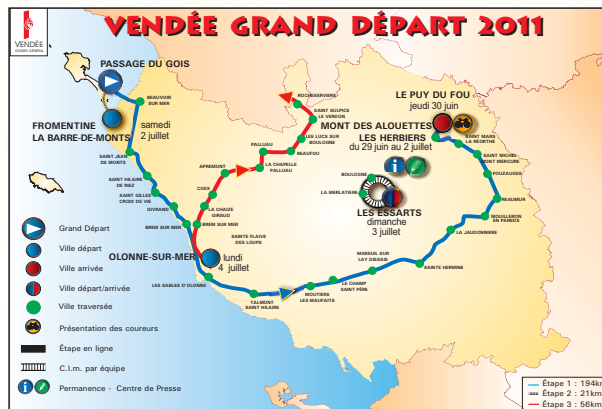 VENDÉE GRAND DÉPART 2011
VENDÉE
CONSEIL GENERAL
PASSAGE DU GOIS
BEAUVOIR
SUR MER
samedi
2 juillet
FROMENTINE
LA BARRE-DE-MONTS
SAINT JEAN
DE MONTS
SAINT HILAIRE
DE RIEZ
SAINT GILLES
CROIX DE VIE
GIVRAND
BREM SUR MER
OLONNE-SUR-MER
lundi
4 juillet
LES SABLES D'OLONNE
TALMONT
SAINT HILAIRE
MOUTIERS
LES MAUFAITS
LE CHAMP
SAINT PÈRE
MAREUIL SUR
LAY DISSAIS
SAINTE HERMINE
LA JAUDONNIERE
MOUILLERON
EN PAREDS
REAUMUR
POUZAUGES
SAINT MICHEL
MONT MERCURE
SAINT MARS
LA RÉORTHE
LE PUY DU FOU
jeudi 30 juin
MONT DES ALOUETTES
LES HERBIERS
du 29 juin au 2 juillet
BOULOGNE
LA MERLATIERE
LES ESSARTS
dimanche
3 juillet
ROCHESERVIERE
SAINT SULPICE
LE VERDON
LES LUCS SUR
BOULOGNE
BEAUFOU
PALLUAU
LA CHAPELLE
PALLUAU
APREMONT
COEX
LA CHAIZE
GIRAUD
BREM SUR MER
SAINTE FLAIVE
DES LOUPS
Grand Départ
Ville départ
Ville arrivée
Ville départ/arrivée
Ville traversée
Présentation des coureurs
Étape en ligne
C.l.m. par équipe
Permanence - Centre de Presse
Étape 1 : 194km
Étape 2 : 21km
Étape 3 : 56km